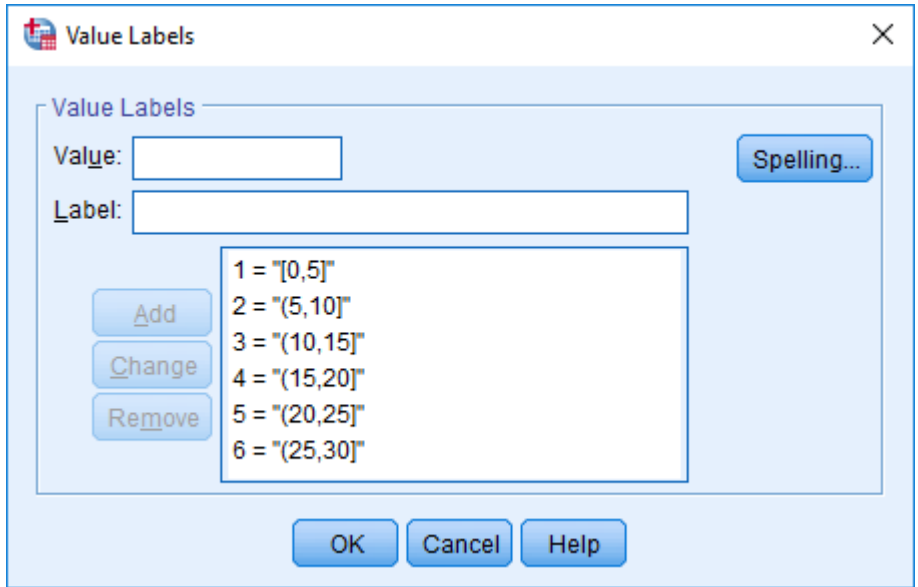 Value Labels
Value Labels
Value:
Spelling...
Label:
1 = "[0,5]"
2 = "(5,10]"
3 = "(10,15]"
4 = "(15,20]"
5 = "(20,25]"
6 = "(25,30]"
Add
Change
Remove
OK Cancel Help